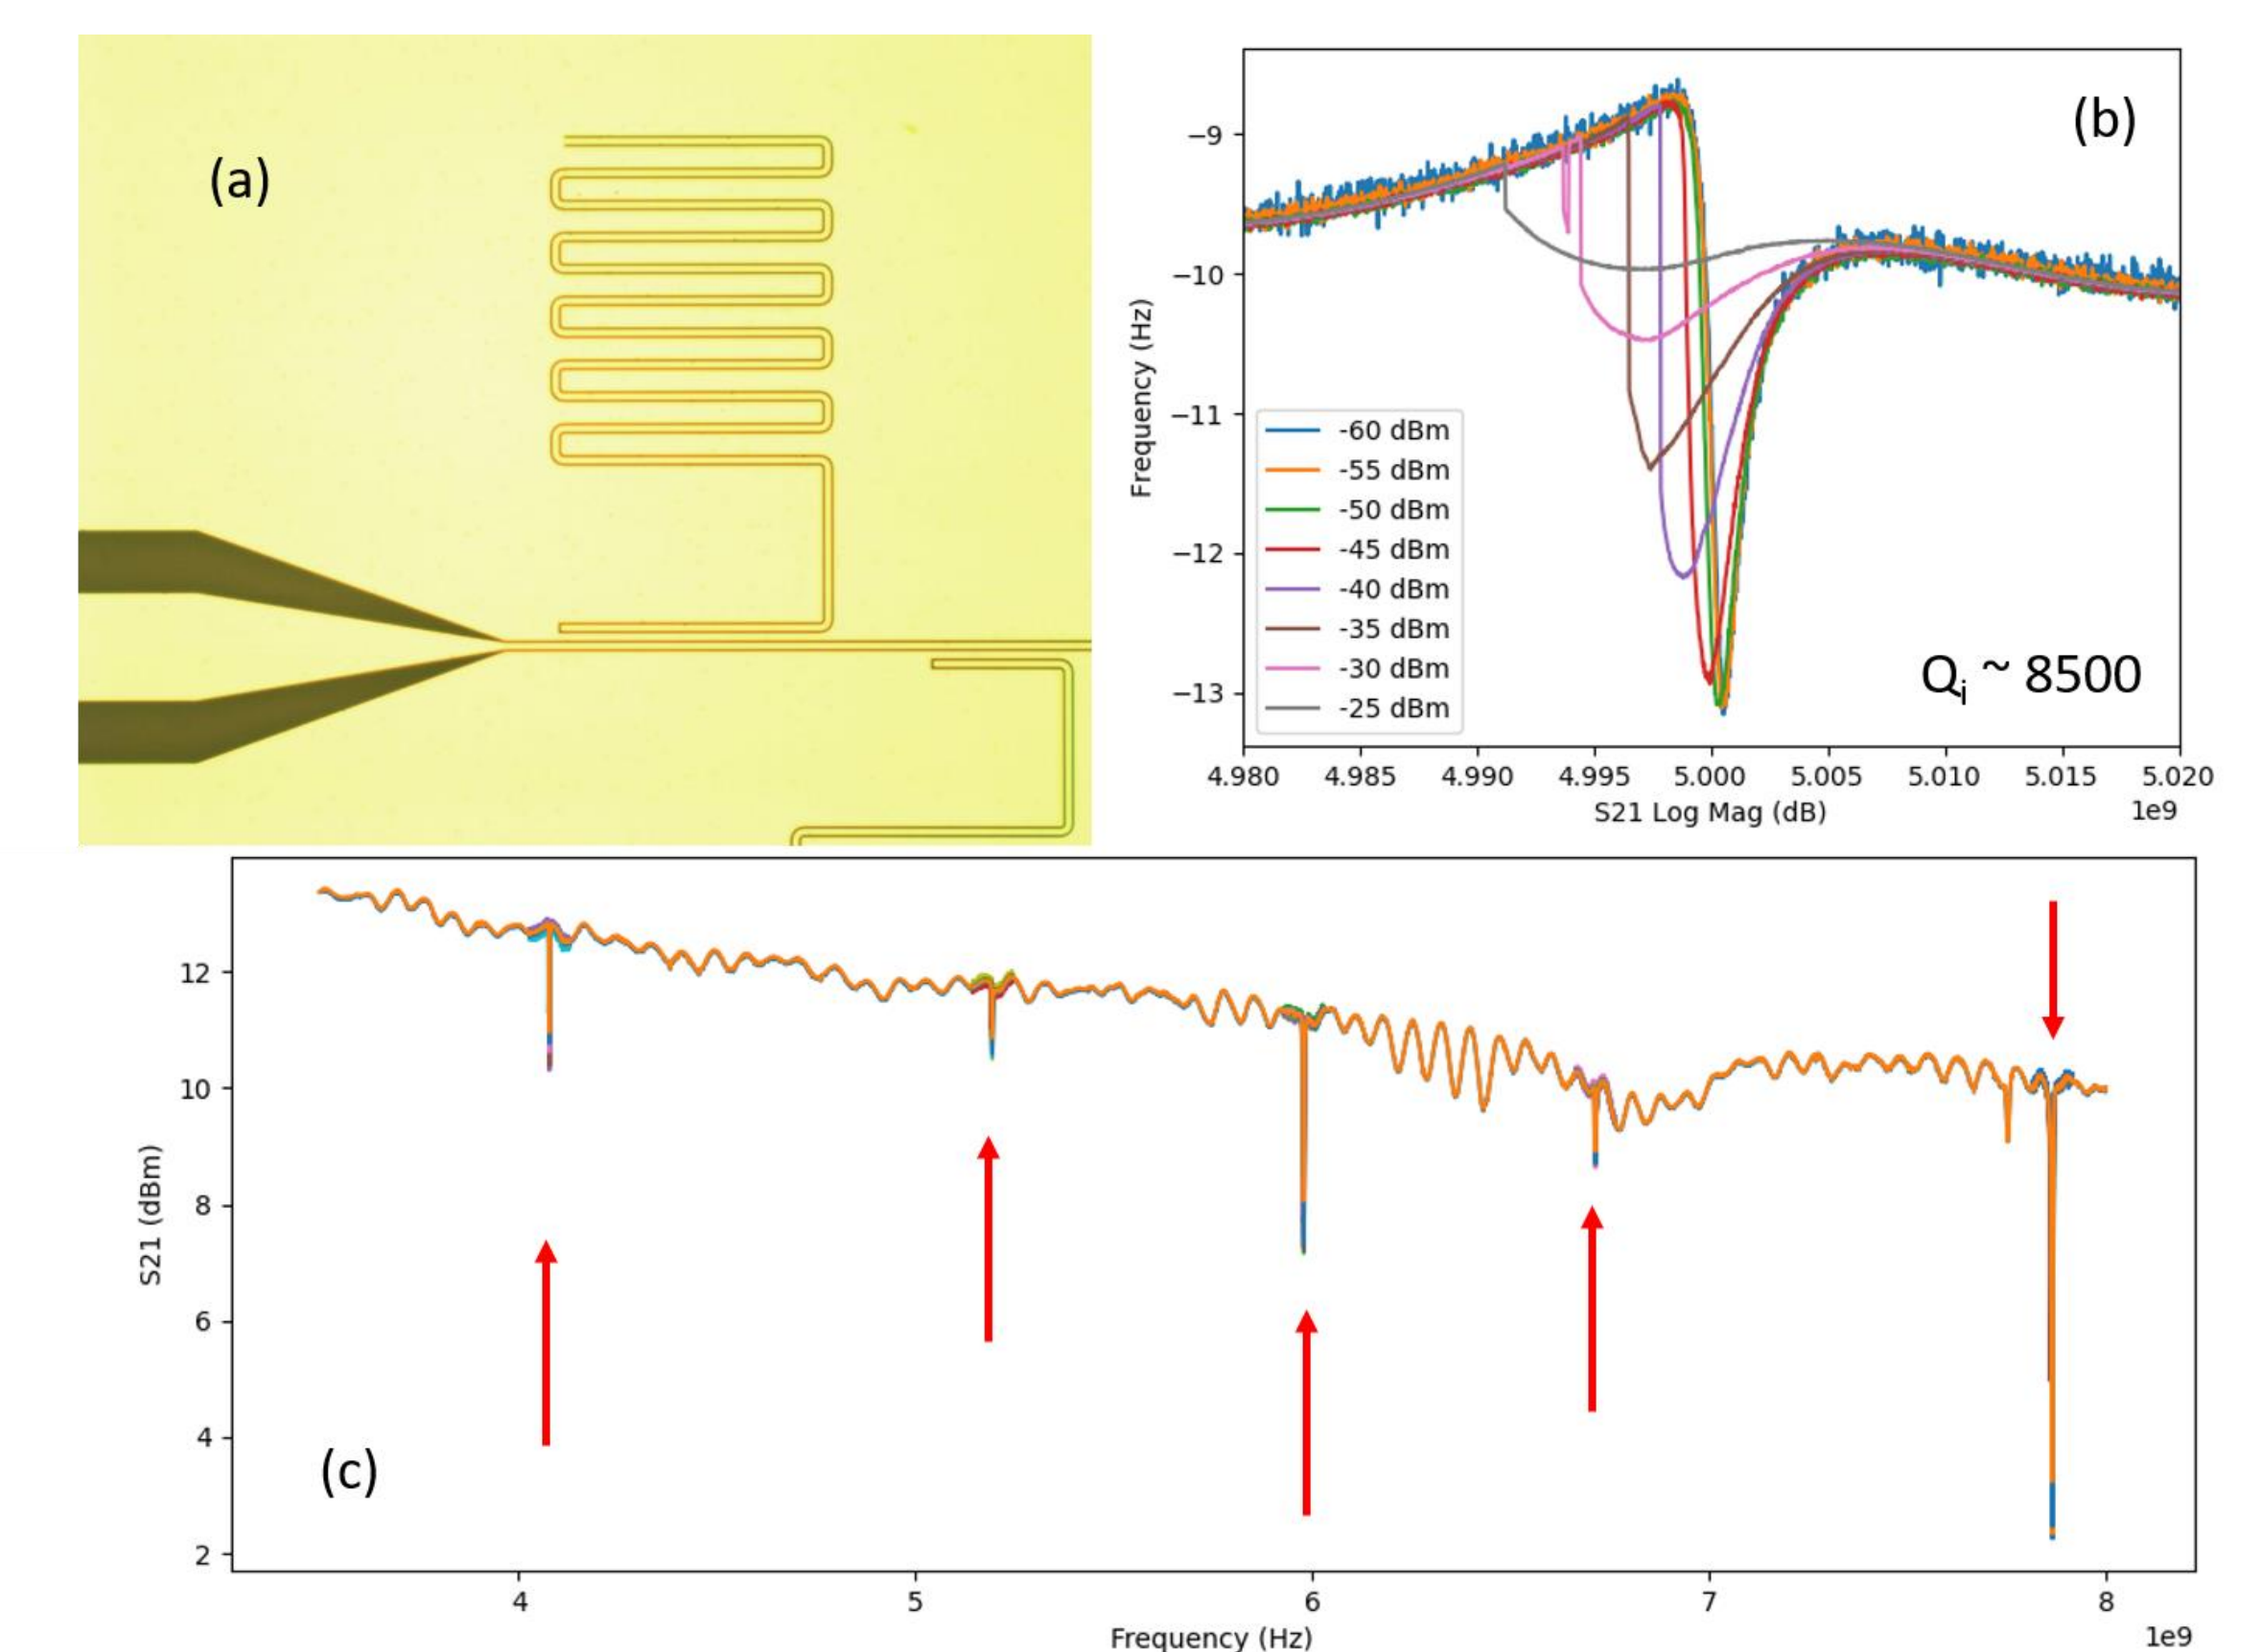 (a)
(b)
−9
−10
−11
−12
−13
Frequency (Hz)
-60 dBm
-55 dBm
-50 dBm
-45 dBm
-40 dBm
-35 dBm
-30 dBm
-25 dBm
Qi ~ 8500
4.980 4.985 4.990 4.995 5.000 5.005 5.010 5.015 5.020
S21 Log Mag (dB)
1e9
12
10
8
6
4
2
S21 (dBm)
(c)
4 5 6 7 8
Frequency (Hz)
1e9